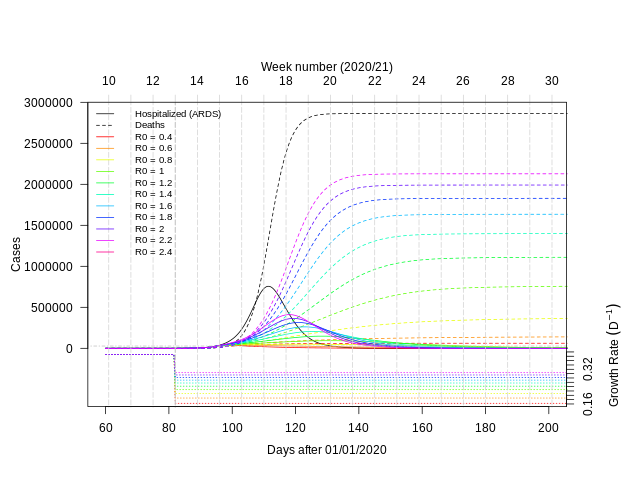 Week number (2020/21)
10 12 14 16 18 20 22 24 26 28 30
3000000
2500000
2000000
1500000
1000000
500000
0
Cases
Hospitalized (ARDS)
Deaths
R0 = 0.4
R0 = 0.6
R0 = 0.8
R0 = 1
R0 = 1.2
R0 = 1.4
R0 = 1.6
R0 = 1.8
R0 = 2
R0 = 2.2
R0 = 2.4
0.32
0.16
Growth Rate (D⁻¹)
60 80 100 120 140 160 180 200
Days after 01/01/2020